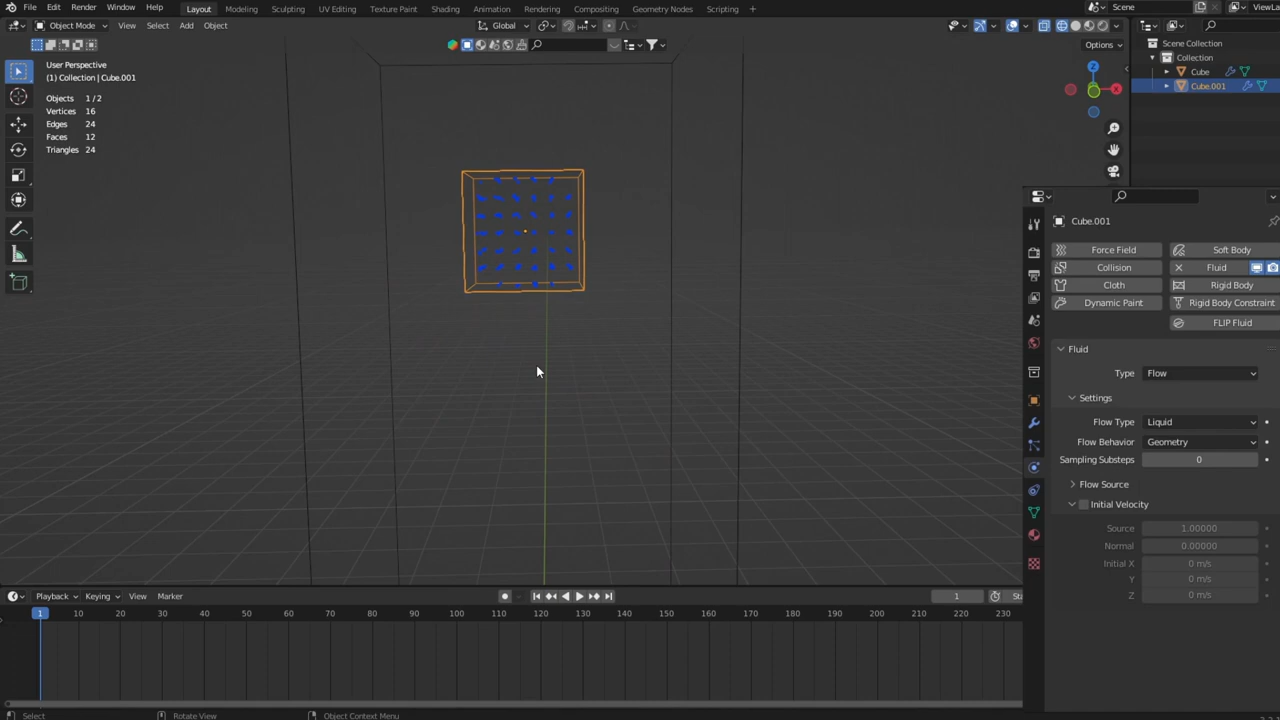 File Edit Render Window Help Layout Modeling Sculpting UV Editing Texture Paint Shading Animation Rendering Compositing Geometry Nodes Scripting Scene
Object Mode View Select Add Object Global
Options
User Perspective
(1) Collection | Cube.001
Objects 1 / 2
Vertices 16
Edges 24
Faces 12
Triangles 24
Z
X
Scene Collection
Collection
Cube
Cube.001
Cube.001
Force Field Soft Body
Collision Fluid
Cloth Rigid Body
Dynamic Paint Rigid Body Constraint
FLIP Fluid
Fluid
Type Flow
Settings
Flow Type Liquid
Flow Behavior Geometry
Sampling Substeps 0
Flow Source
Initial Velocity
Source 1.00000
Normal 0.00000
Initial X 0 m/s
Y 0 m/s
Z 0 m/s
Playback Keying View Marker 1
1 10 20 30 40 50 60 70 80 90 100 110 120 130 140 150 160 170 180 190 200 210 220 230
Select Rotate View Object Context Menu